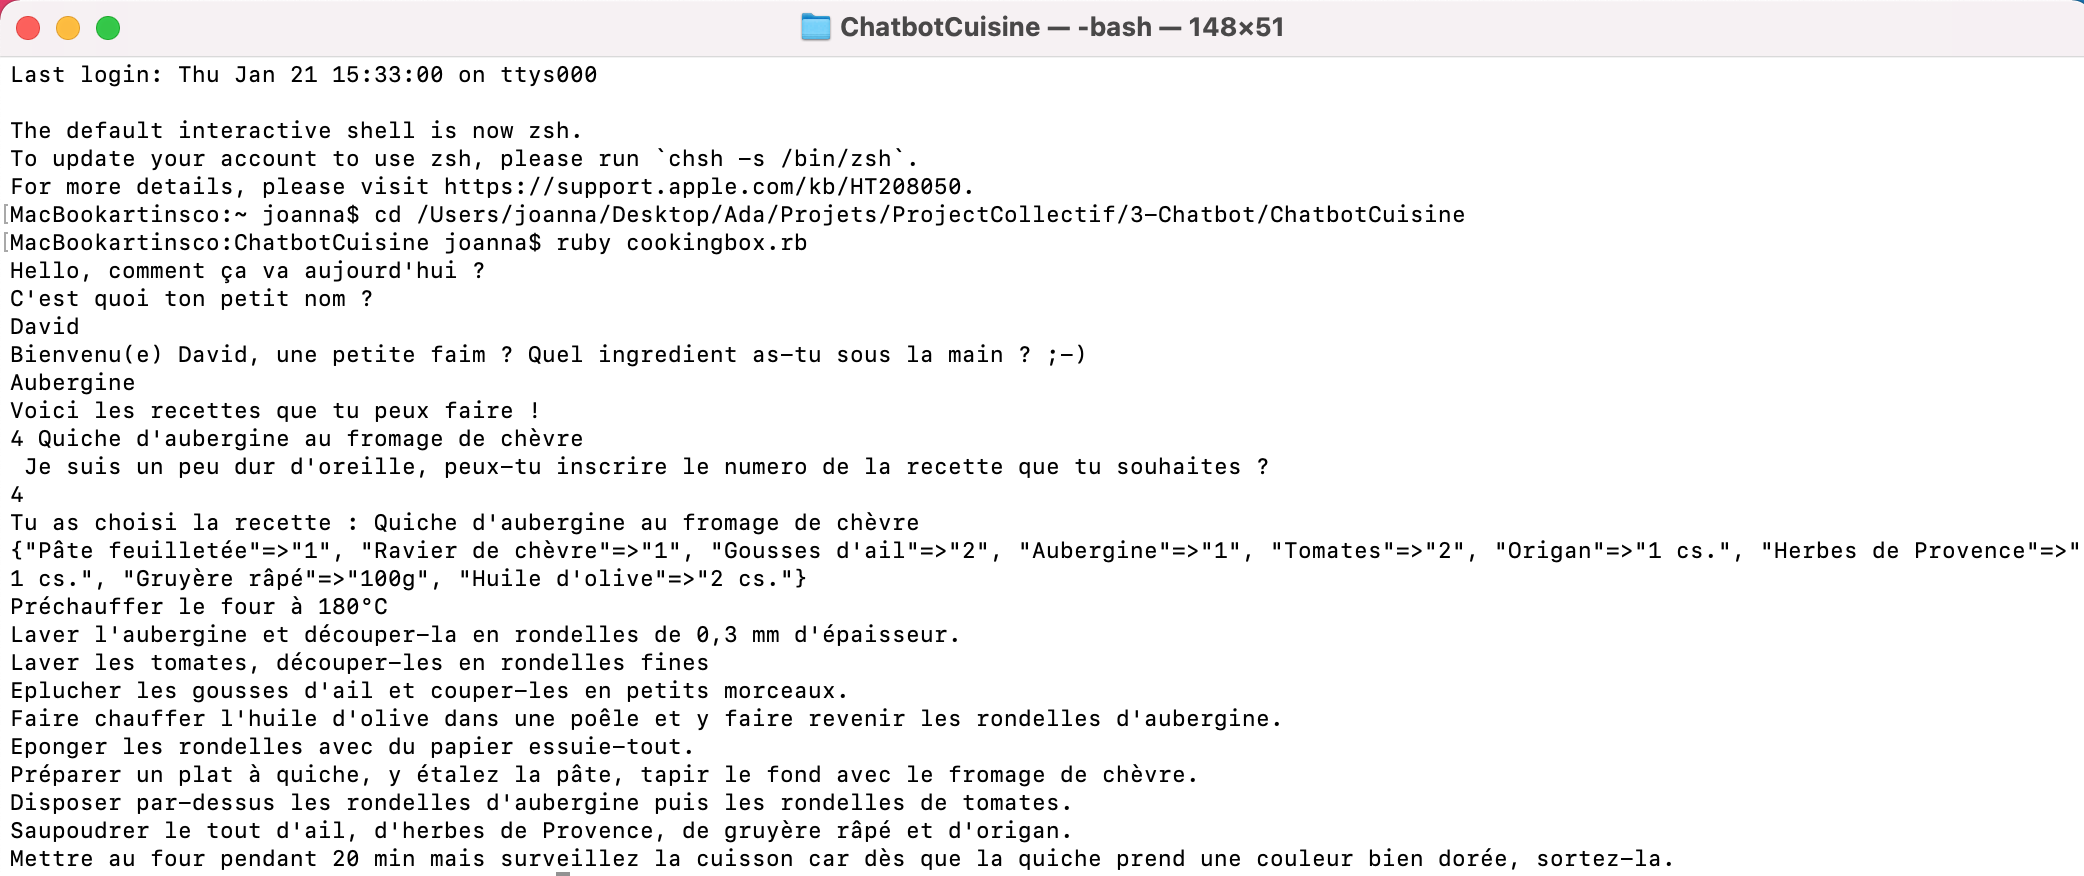 ChatbotCuisine — -bash — 148×51
Last login: Thu Jan 21 15:33:00 on ttys000
The default interactive shell is now zsh.
To update your account to use zsh, please run `chsh -s /bin/zsh`.
For more details, please visit https://support.apple.com/kb/HT208050.
[MacBookartinsco:~ joanna$ cd /Users/joanna/Desktop/Ada/Projets/ProjectCollectif/3-Chatbot/ChatbotCuisine
[MacBookartinsco:ChatbotCuisine joanna$ ruby cookingbox.rb
Hello, comment ça va aujourd'hui ?
C'est quoi ton petit nom ?
David
Bienvenu(e) David, une petite faim ? Quel ingredient as-tu sous la main ? ;-)
Aubergine
Voici les recettes que tu peux faire !
4 Quiche d'aubergine au fromage de chèvre
 Je suis un peu dur d'oreille, peux-tu inscrire le numero de la recette que tu souhaites ?
4
Tu as choisi la recette : Quiche d'aubergine au fromage de chèvre
{"Pâte feuilletée"=>"1", "Ravier de chèvre"=>"1", "Gousses d'ail"=>"2", "Aubergine"=>"1", "Tomates"=>"2", "Origan"=>"1 cs.", "Herbes de Provence"=>"
1 cs.", "Gruyère râpé"=>"100g", "Huile d'olive"=>"2 cs."}
Préchauffer le four à 180°C
Laver l'aubergine et découper-la en rondelles de 0,3 mm d'épaisseur.
Laver les tomates, découper-les en rondelles fines
Eplucher les gousses d'ail et couper-les en petits morceaux.
Faire chauffer l'huile d'olive dans une poêle et y faire revenir les rondelles d'aubergine.
Eponger les rondelles avec du papier essuie-tout.
Préparer un plat à quiche, y étalez la pâte, tapir le fond avec le fromage de chèvre.
Disposer par-dessus les rondelles d'aubergine puis les rondelles de tomates.
Saupoudrer le tout d'ail, d'herbes de Provence, de gruyère râpé et d'origan.
Mettre au four pendant 20 min mais surveillez la cuisson car dès que la quiche prend une couleur bien dorée, sortez-la.